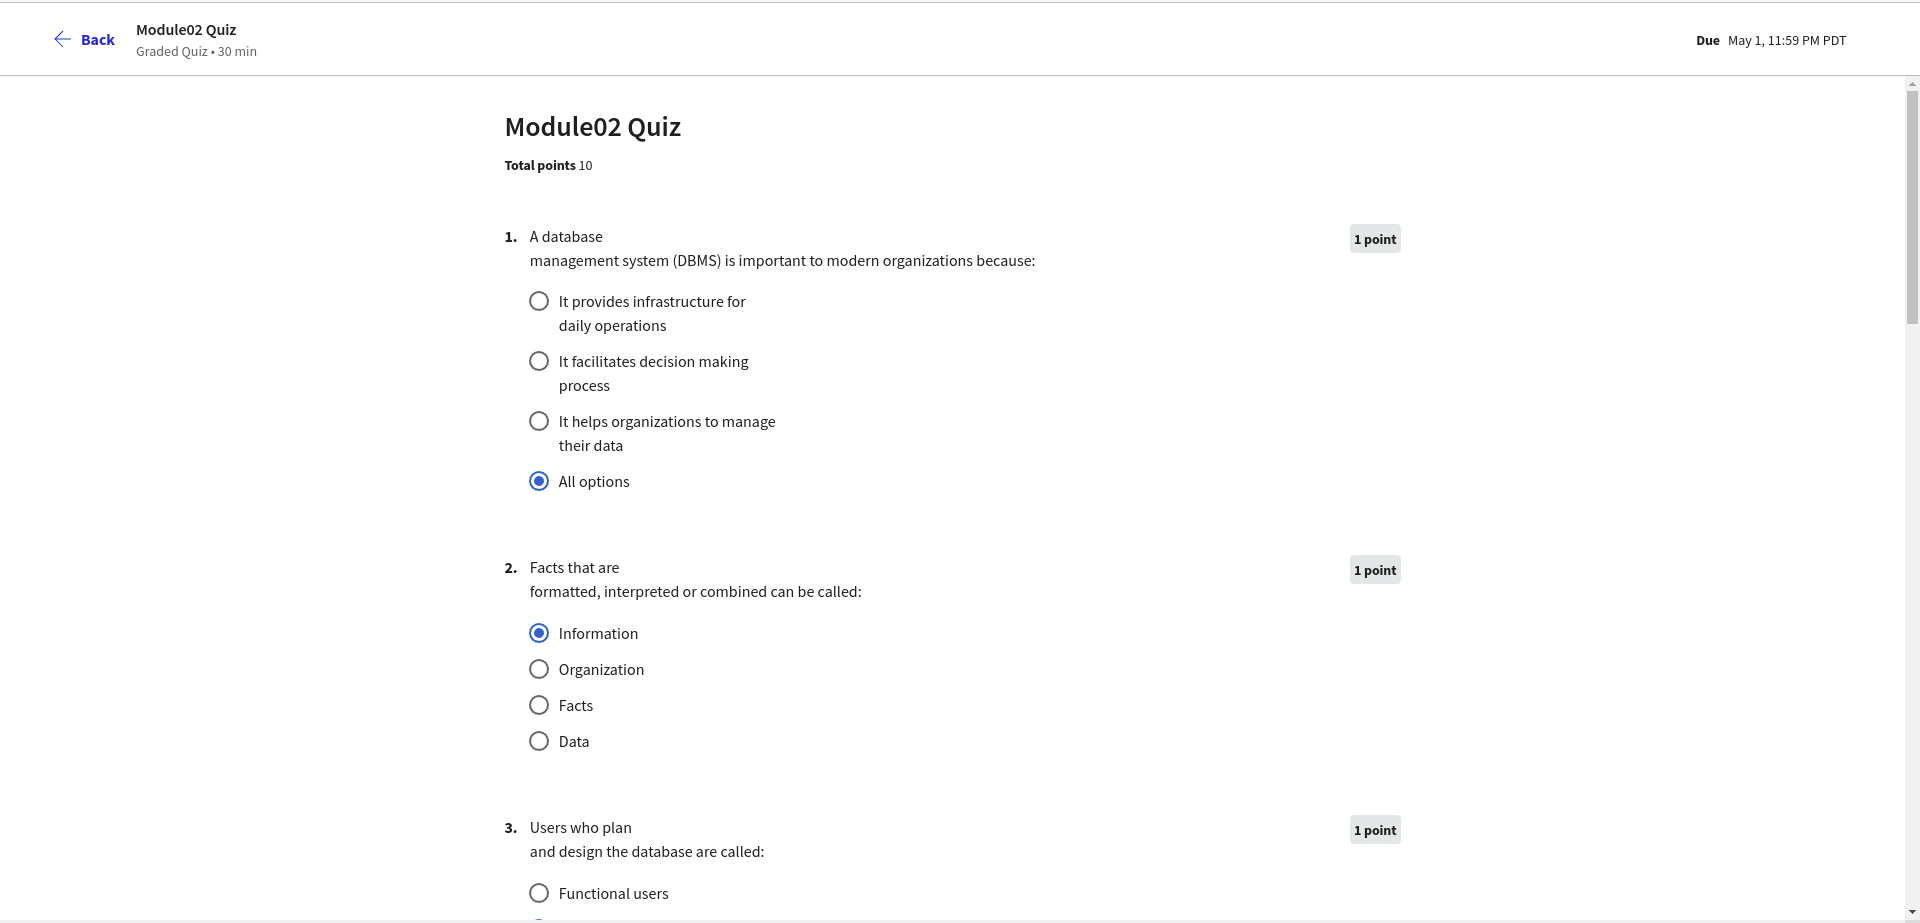 Back
Module02 Quiz
Graded Quiz • 30 min
Due May 1, 11:59 PM PDT
Module02 Quiz
Total points 10
1. A database
management system (DBMS) is important to modern organizations because:
1 point
It provides infrastructure for
daily operations
It facilitates decision making
process
It helps organizations to manage
their data
All options
2. Facts that are
formatted, interpreted or combined can be called:
1 point
Information
Organization
Facts
Data
3. Users who plan
and design the database are called:
1 point
Functional users